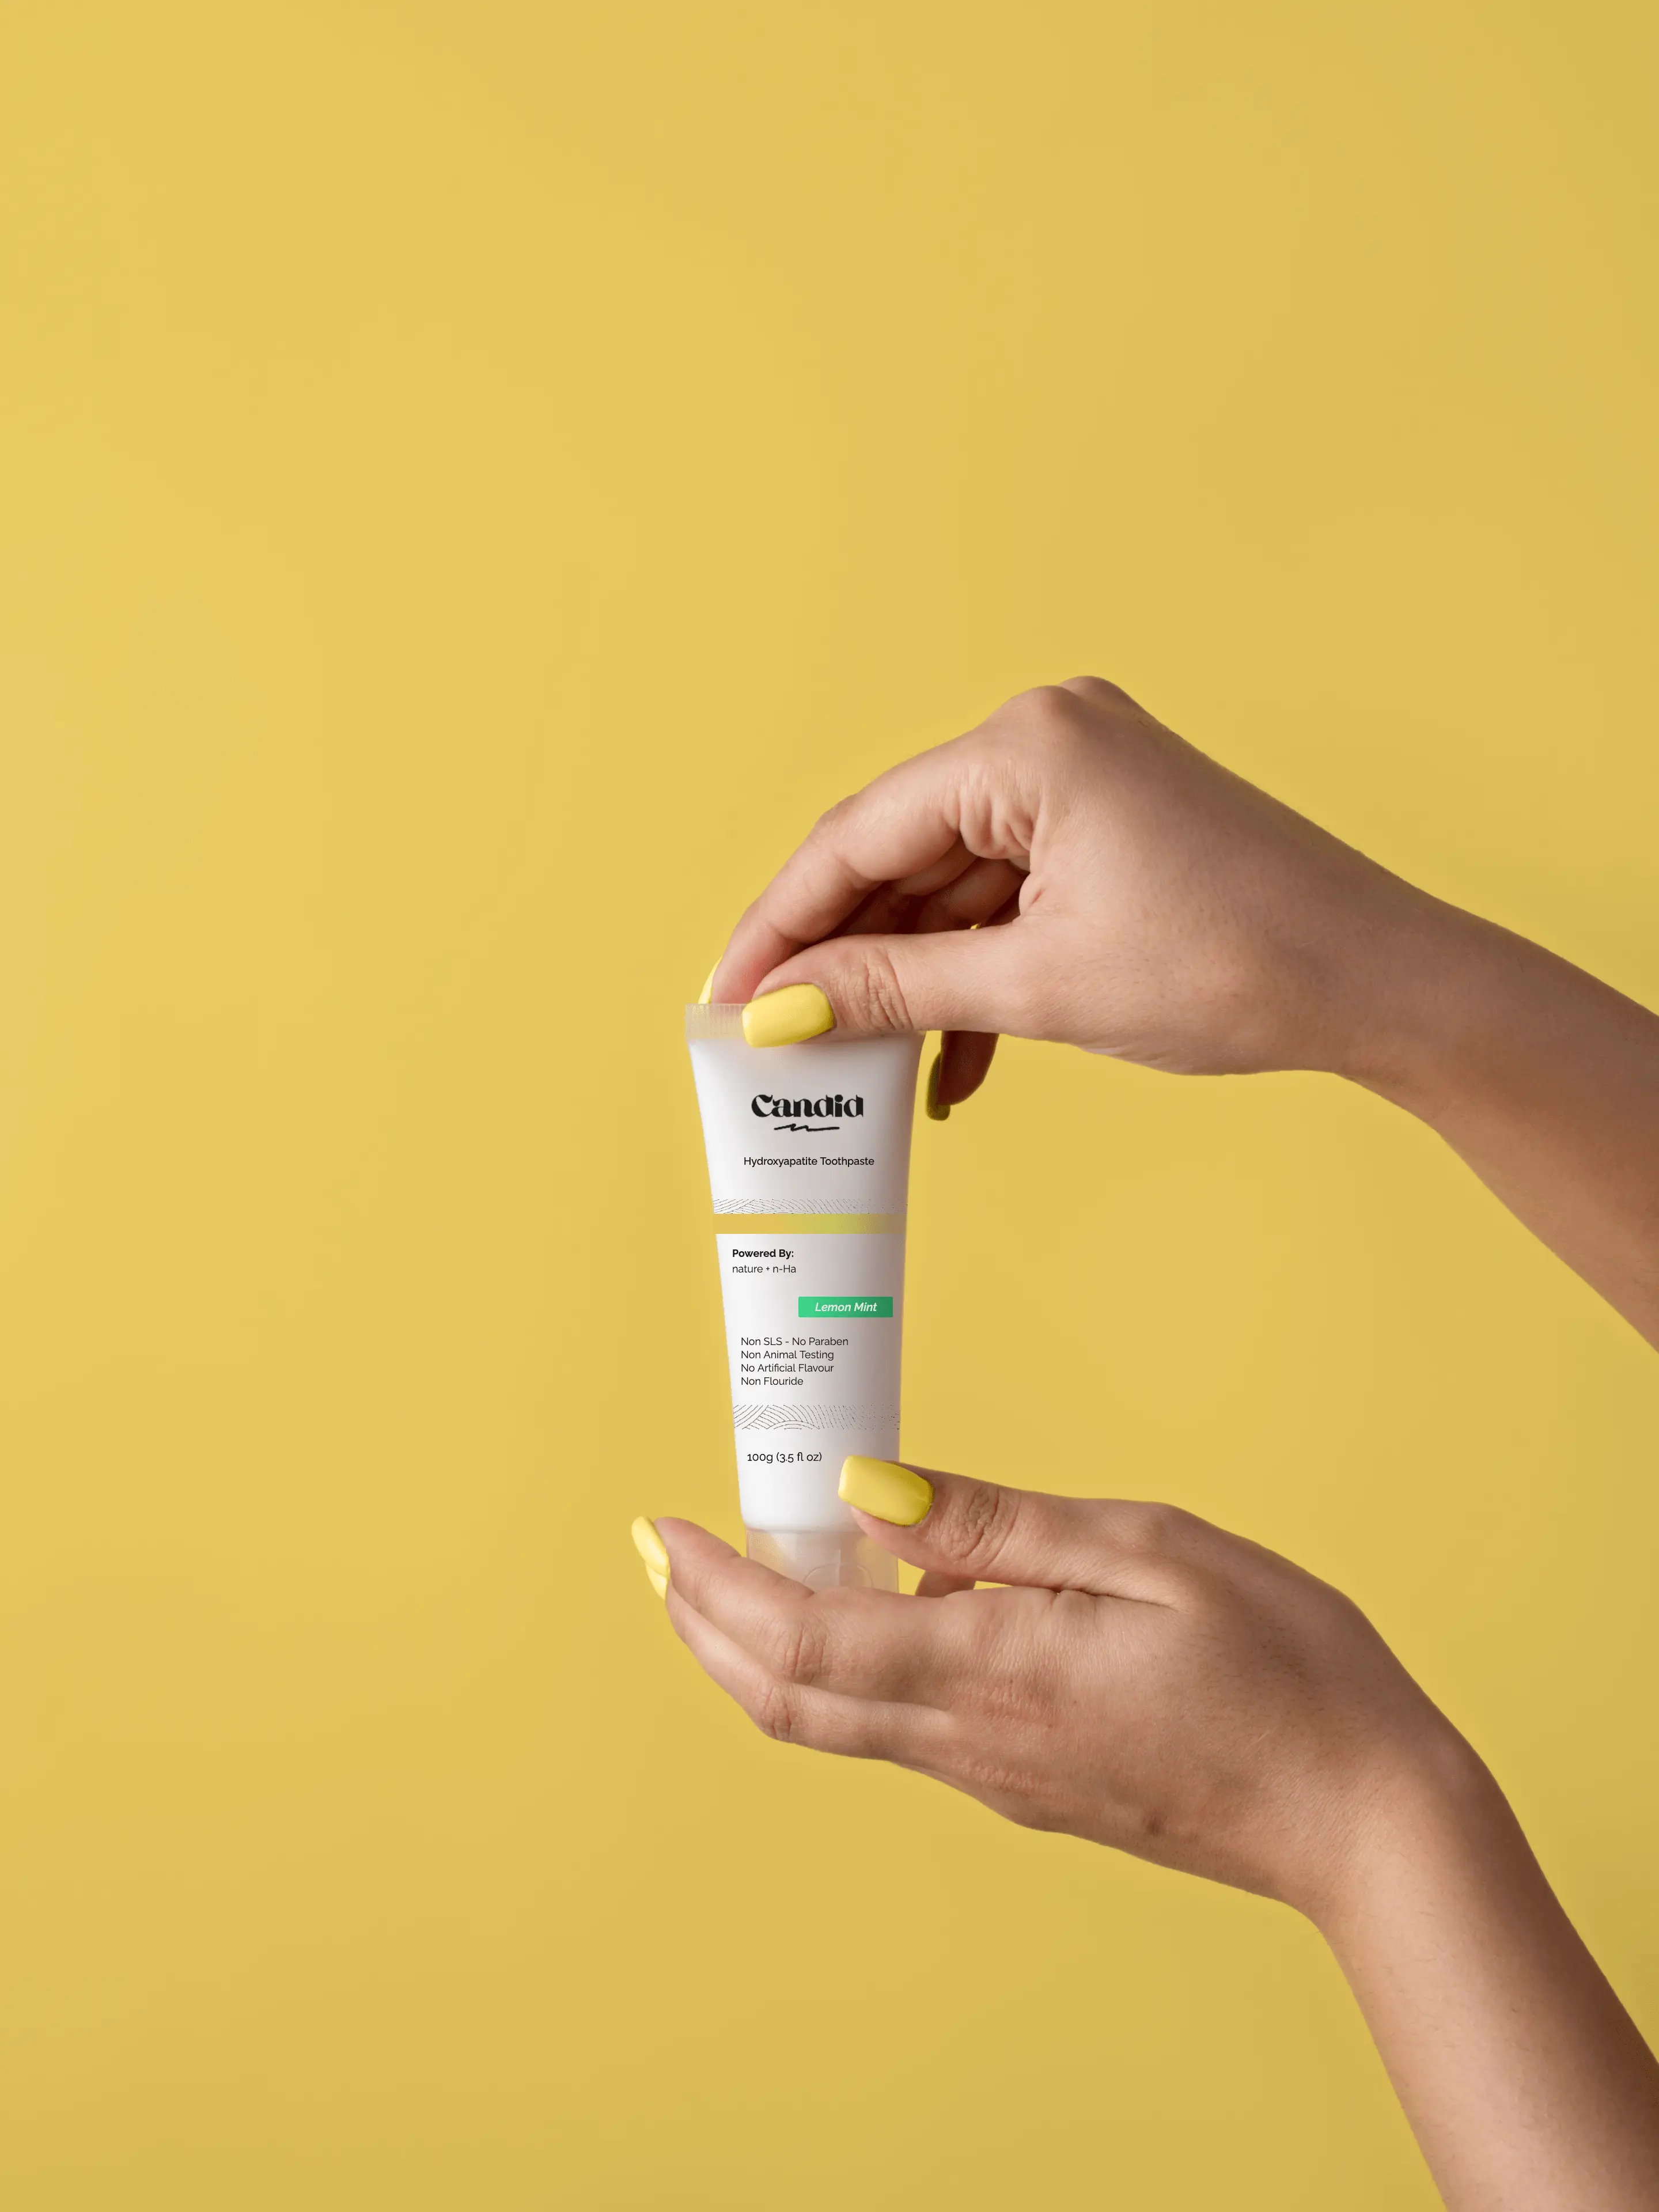 Candid
Hydroxyapatite Toothpaste
Powered By:
nature + n-Ha
Lemon Mint
Non SLS - No Paraben
Non Animal Testing
No Artificial Flavour
Non Flouride
100g (3.5 fl oz)